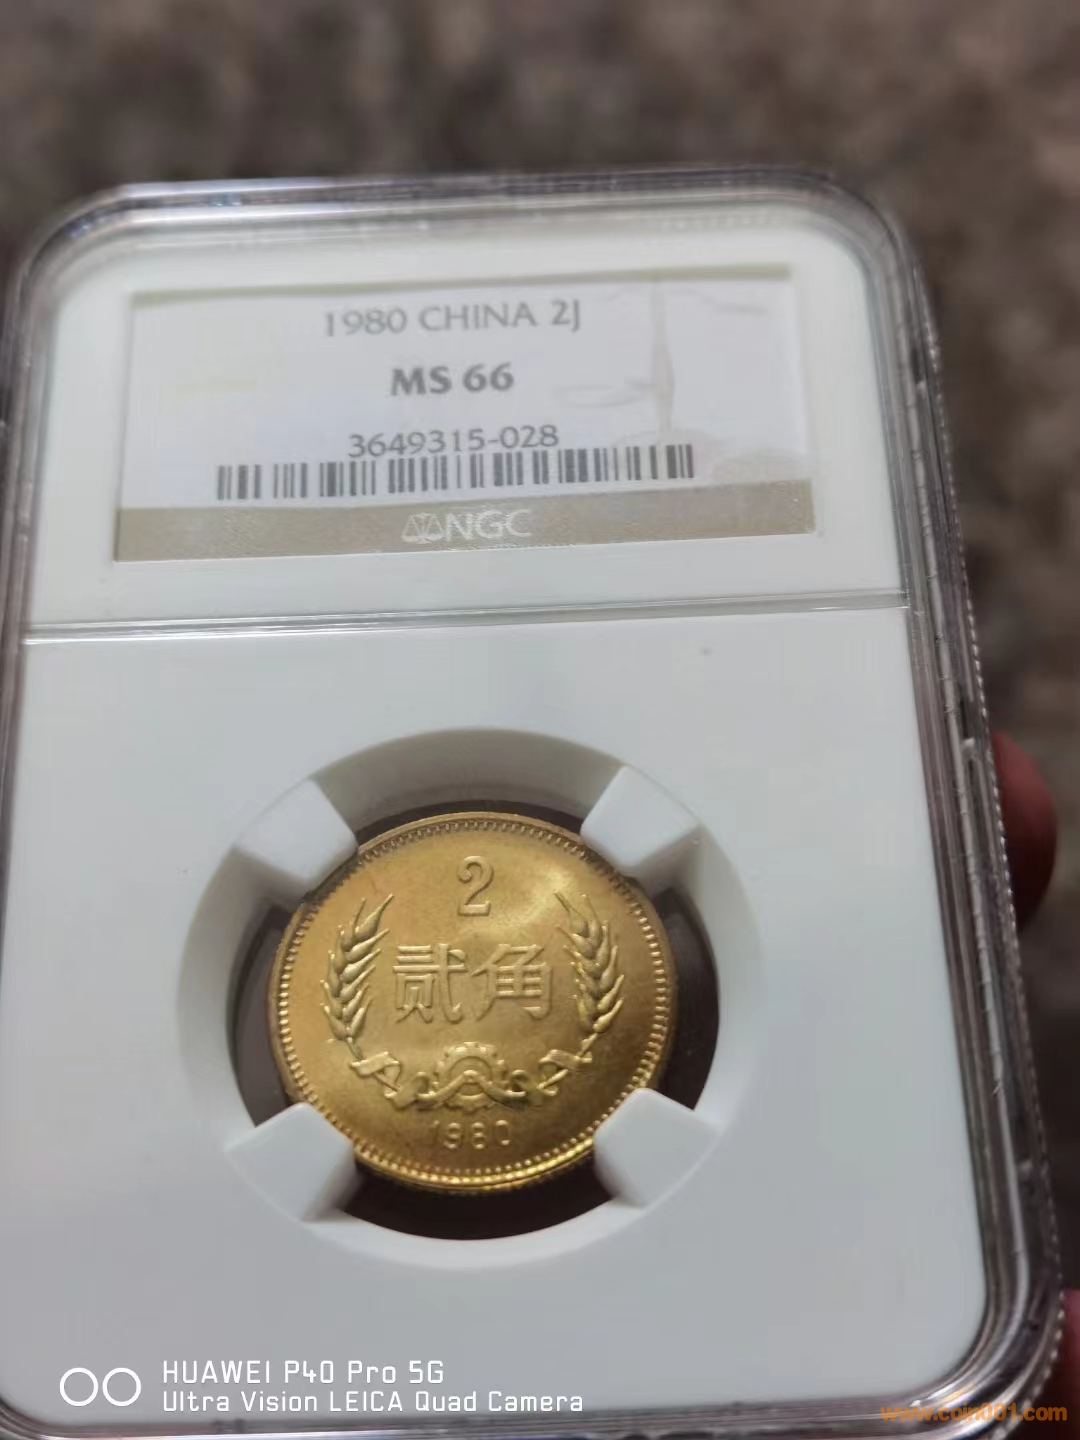 1980 CHINA 2J
MS 66
3649315-028
NGC
2
贰角
1980
HUAWEI P40 Pro 5G
Ultra Vision LEICA Quad Camera
www.coin001.com